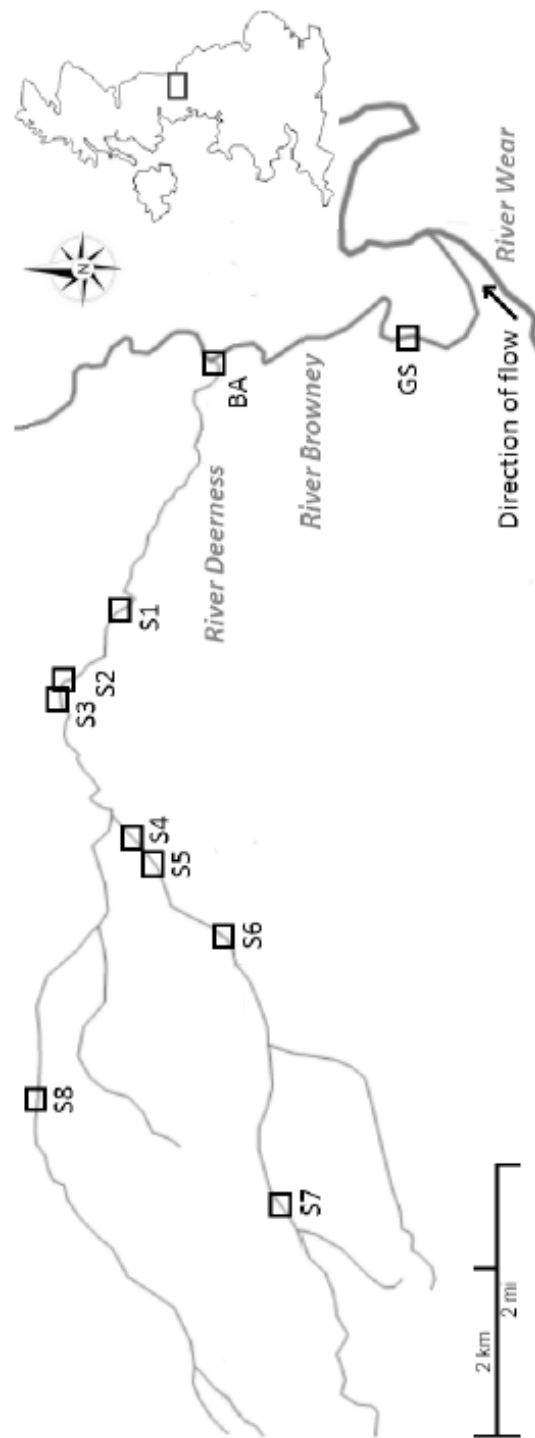 N
River Wear
Direction of flow
GS
River Browney
BA
River Deerness
S1
S2
S3
S4
S5
S6
S8
S7
2 km
2 mi